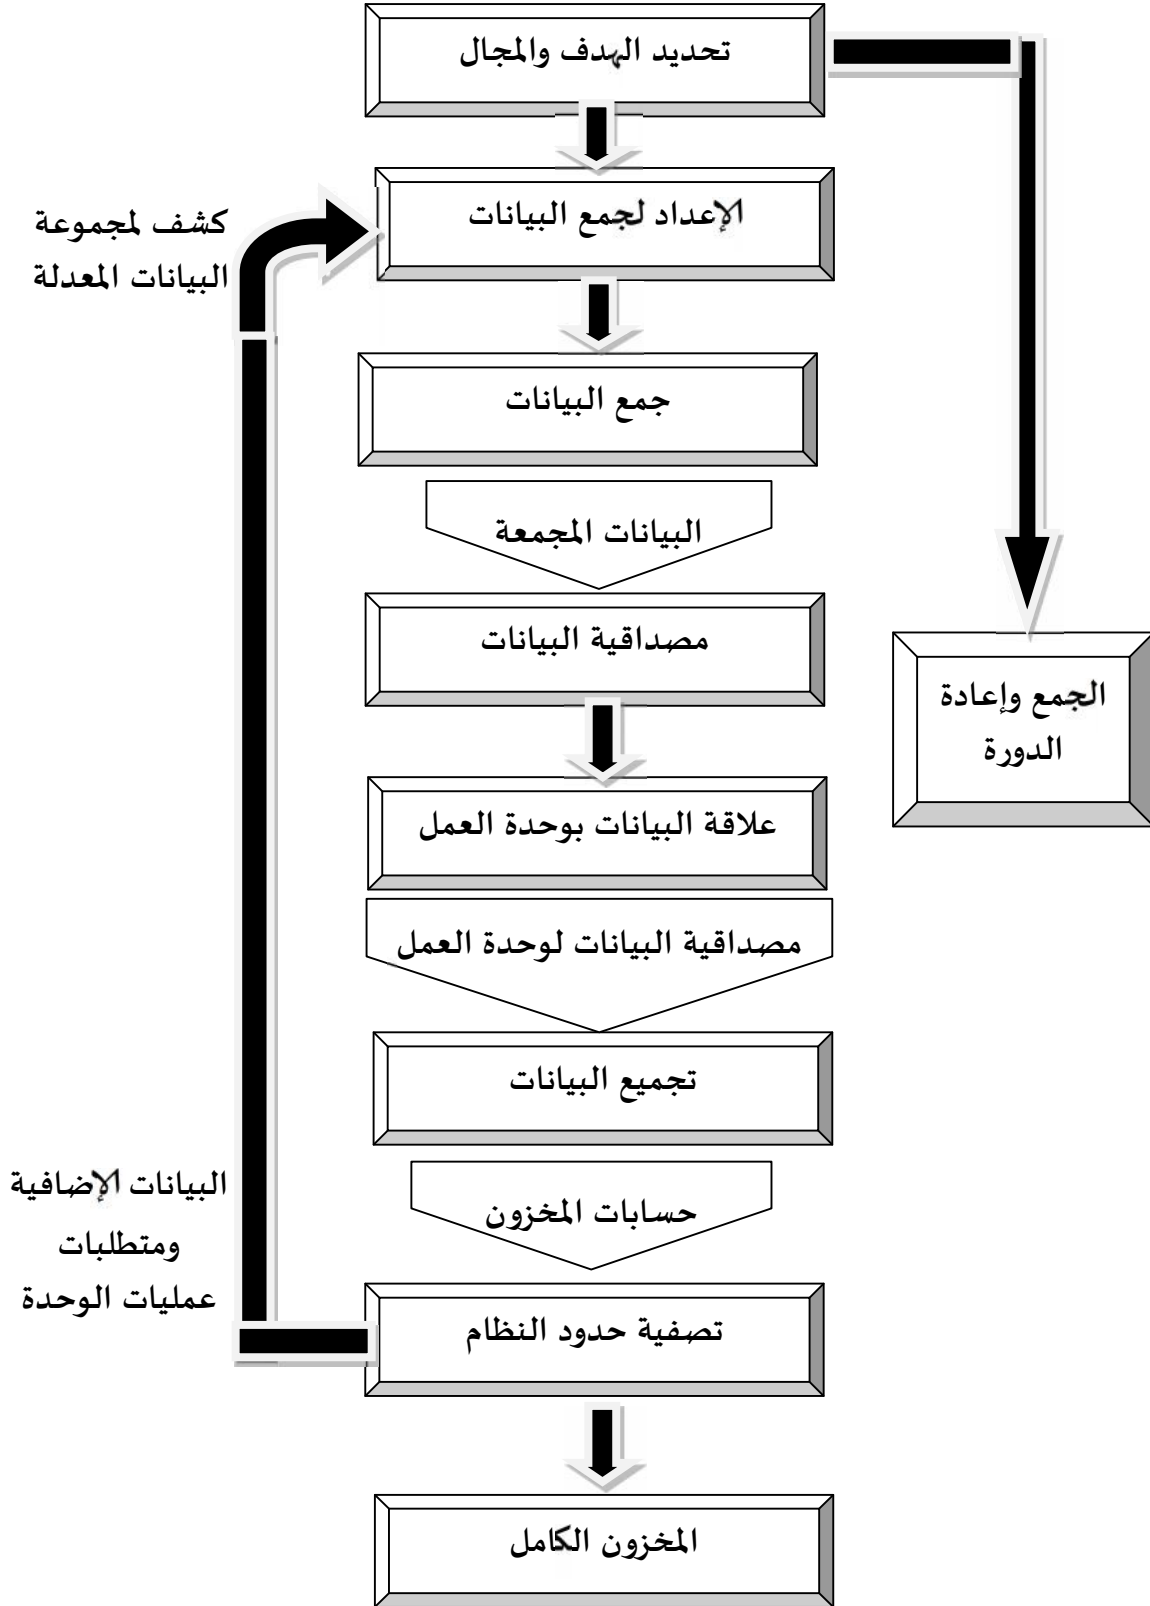 تحديد الهدف والمجال
الإعداد لجمع البيانات
كشف لمجموعة
البيانات المعدلة
جمع البيانات
البيانات المجمعة
مصداقية البيانات
الجمع وإعادة
الدورة
علاقة البيانات بوحدة العمل
مصداقية البيانات لوحدة العمل
تجميع البيانات
البيانات الإضافية
ومتطلبات
عمليات الوحدة
حسابات المخزون
تصفية حدود النظام
المخزون الكامل